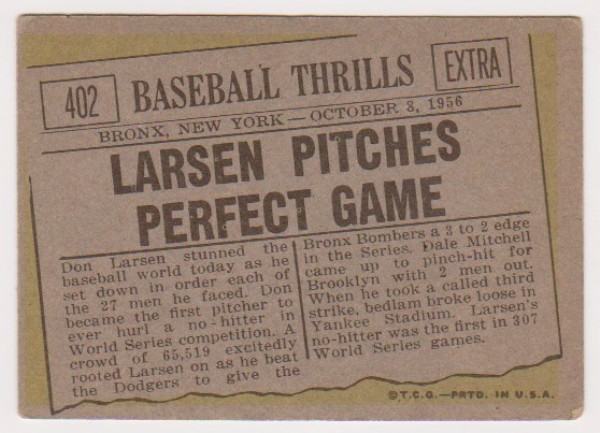 402
BASEBALL THRILLS
EXTRA
BRONX, NEW YORK — OCTOBER 8, 1956
LARSEN PITCHES
PERFECT GAME
Don Larsen stunned the
baseball world today as he
set down in order each of
the 27 men he faced. Don
became the first pitcher to
ever hurl a no-hitter in
World Series competition. A
crowd of 65,519 excitedly
rooted Larsen on as he beat
the Dodgers to give the
Bronx Bombers a 3 to 2 edge
in the Series. Dale Mitchell
came up to pinch-hit for
Brooklyn with 2 men out.
When he took a called third
strike, bedlam broke loose in
Yankee Stadium. Larsen's
no-hitter was the first in 307
World Series games.
©T.C.G.—PRTD. IN U.S.A.